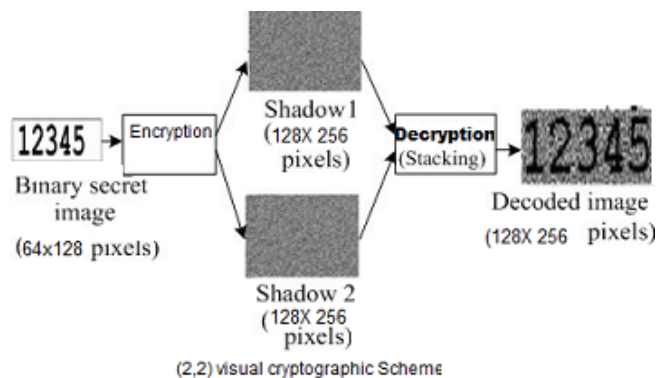 12345
Encryption
Binary secret
image
(64x128 pixels)
Shadow1
(128X 256
pixels)
Shadow 2
(128X 256
pixels)
Decryption
(Stacking)
12345
Decoded image
(128X 256 pixels)
(2,2) visual cryptographic Scheme